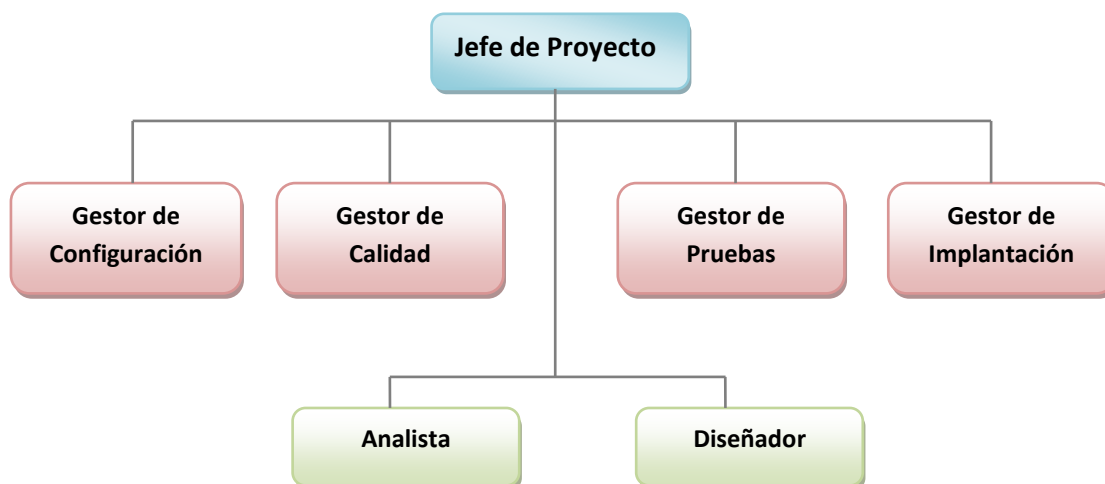 Jefe de Proyecto
Gestor de
Configuración
Gestor de
Calidad
Gestor de
Pruebas
Gestor de
Implantación
Analista
Diseñador